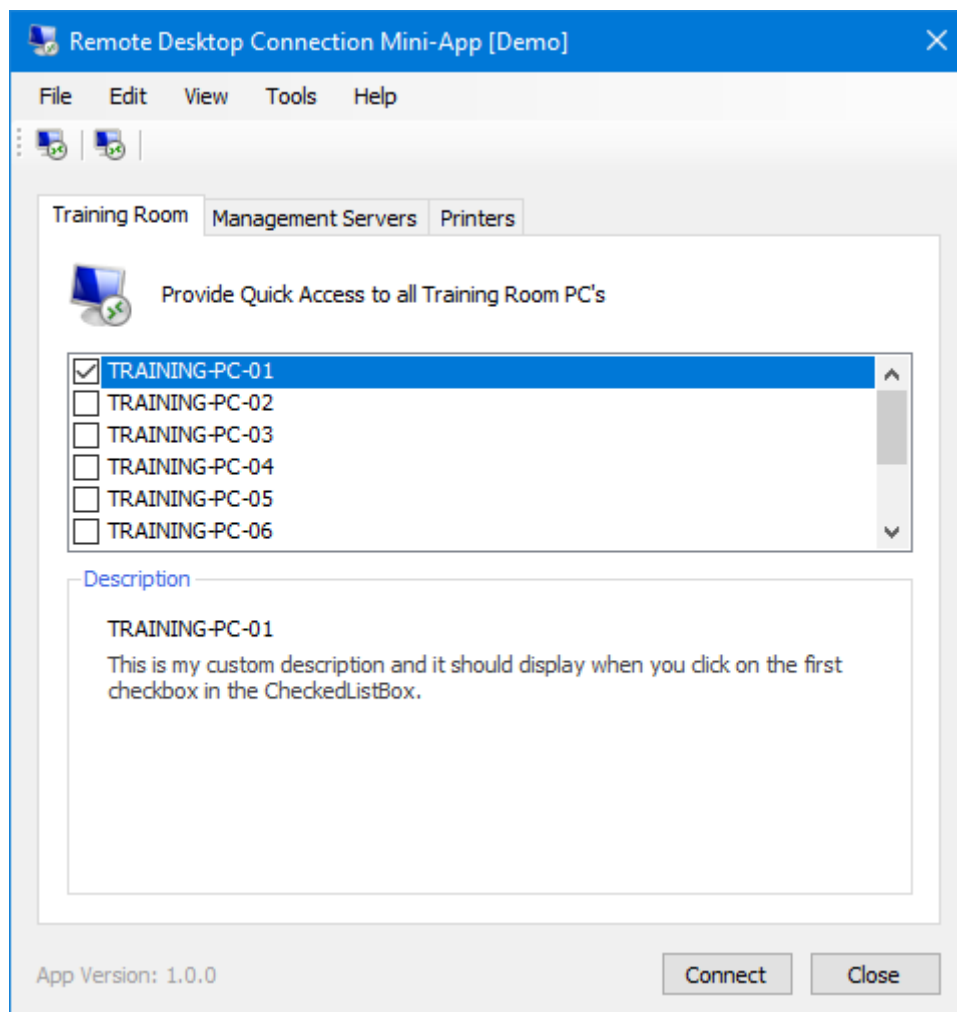 Remote Desktop Connection Mini-App [Demo]
File Edit View Tools Help
Training Room Management Servers Printers
Provide Quick Access to all Training Room PC's
TRAINING-PC-01
TRAINING-PC-02
TRAINING-PC-03
TRAINING-PC-04
TRAINING-PC-05
TRAINING-PC-06
Description
TRAINING-PC-01
This is my custom description and it should display when you click on the first
checkbox in the CheckedListBox.
App Version: 1.0.0 Connect Close